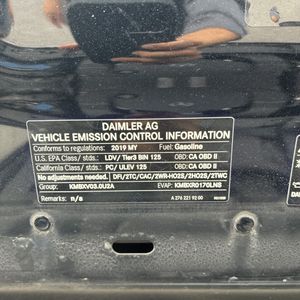 DAIMLER AG
VEHICLE EMISSION CONTROL INFORMATION
Conforms to regulations: 2019 MY Fuel: Gasoline
U.S. EPA Class/ stds.: LDV/ Tier3 BIN 125 OBD: CA OBD II
California Class/ stds.: PC/ ULEV 125 OBD: CA OBD II
No adjustments needed. DFI/2TC/CAC/2WR-HO2S/2HO2S/2TWC
Group: KMBXV03.0U2A EVAP: KMBXR0170LNS
Remarks: n/a A 276 221 92 00